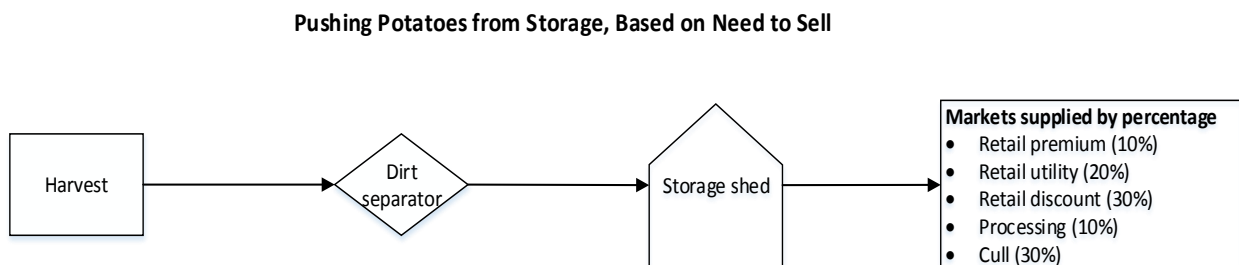 Pushing Potatoes from Storage, Based on Need to Sell
Harvest
Dirt
separator
Storage shed
Markets supplied by percentage
• Retail premium (10%)
• Retail utility (20%)
• Retail discount (30%)
• Processing (10%)
• Cull (30%)